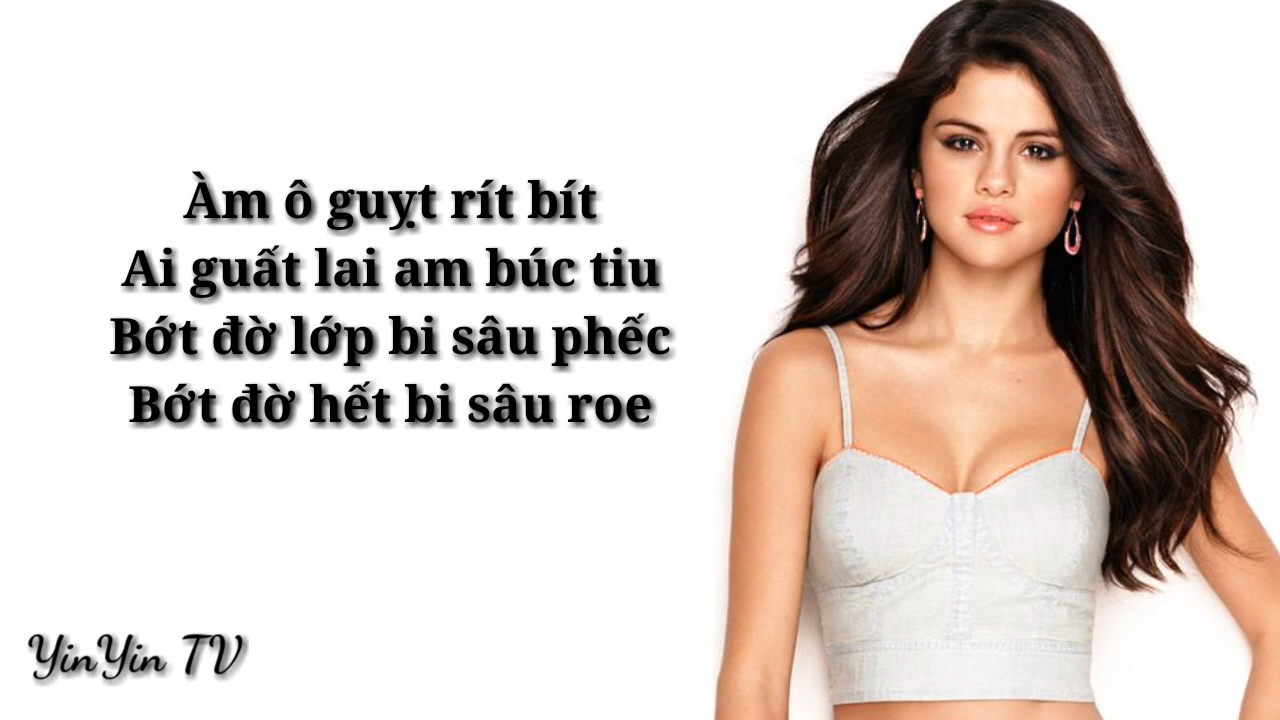 Àm ô guỵt rít bít
Ai guất lai am búc tiu
Bớt đờ lớp bi sâu phếc
Bớt đờ hết bi sâu roe
YinYin TV